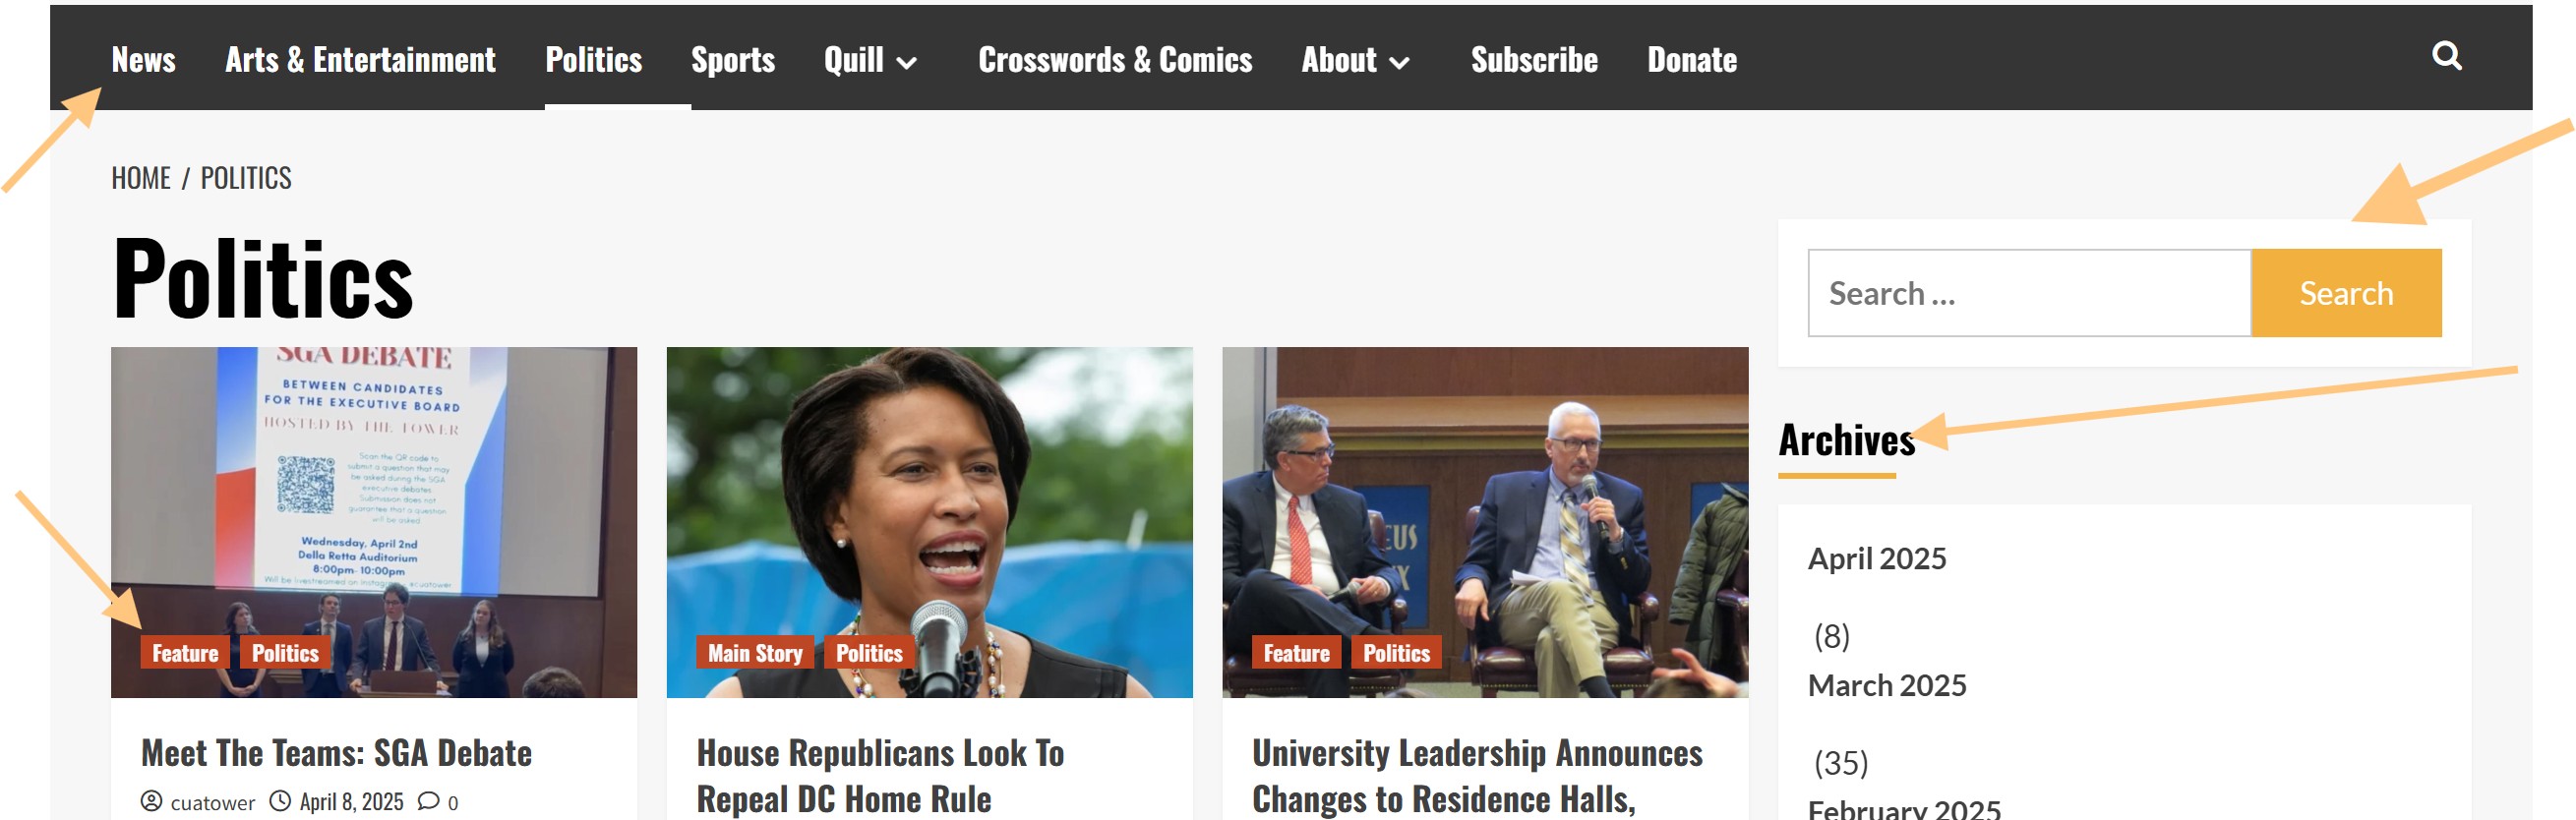 News Arts & Entertainment Politics Sports Quill Crosswords & Comics About Subscribe Donate
HOME / POLITICS
Politics
SGA DEBATE
BETWEEN CANDIDATES
FOR THE EXECUTIVE BOARD
HOSTED BY THE TOWER
Scan the QR code to
submit a question that may
be asked during the SGA
executive debates.
Submission does not
guarantee that a question
will be asked
Wednesday, April 2nd
Della Retta Auditorium
8:00pm-10:00pm
Will be livestreamed on Instagram
Feature Politics
Meet The Teams: SGA Debate
cuatower April 8, 2025 0
Main Story Politics
House Republicans Look To
Repeal DC Home Rule
Feature Politics
University Leadership Announces
Changes to Residence Halls,
Search ... Search
Archives
April 2025
(8)
March 2025
(35)
February 2025